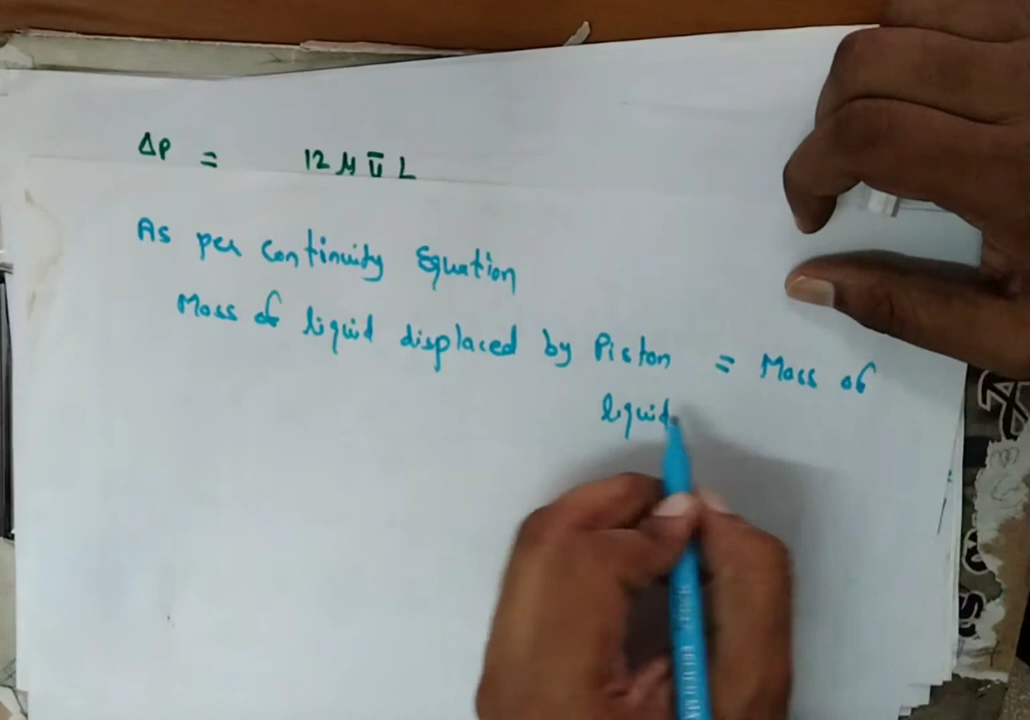 ΔP = 12 μ ū L
As per Continuity Equation
Mass of liquid displaced by Piston = Mass of
liquid